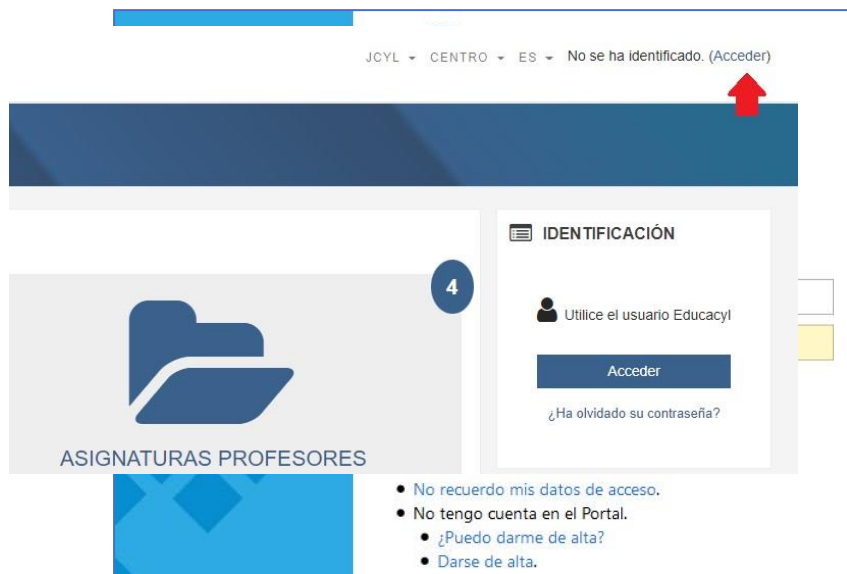 JCYL CENTRO ES No se ha identificado. (Acceder)
IDENTIFICACIÓN
4
Utilice el usuario Educacyl
Acceder
¿Ha olvidado su contraseña?
ASIGNATURAS PROFESORES
No recuerdo mis datos de acceso.
No tengo cuenta en el Portal.
¿Puedo darme de alta?
Darse de alta.